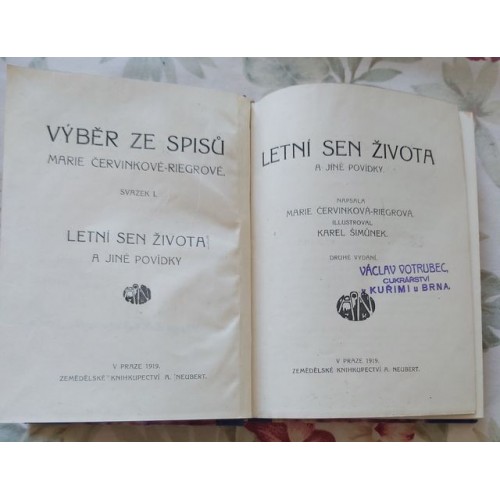 VÝBĚR ZE SPISŮ
MARIE ČERVINKOVÉ-RIEGROVÉ.
SVAZEK I.
LETNÍ SEN ŽIVOTA
A JINÉ POVÍDKY
V PRAZE 1919.
ZEMĚDĚLSKÉ KNIHKUPECTVÍ A. NEUBERT.
LETNÍ SEN ŽIVOTA
A JINÉ POVÍDKY.
NAPSALA
MARIE ČERVINKOVÁ-RIEGROVÁ.
ILLUSTROVAL
KAREL ŠIMŮNEK.
DRUHÉ VYDÁNÍ.
VÁCLAV POTRUBEC,
CUKRÁŘSTVÍ
KUŘIMI u BRNA.
V PRAZE 1919.
ZEMĚDĚLSKÉ KNIHKUPECTVÍ A. NEUBERT.